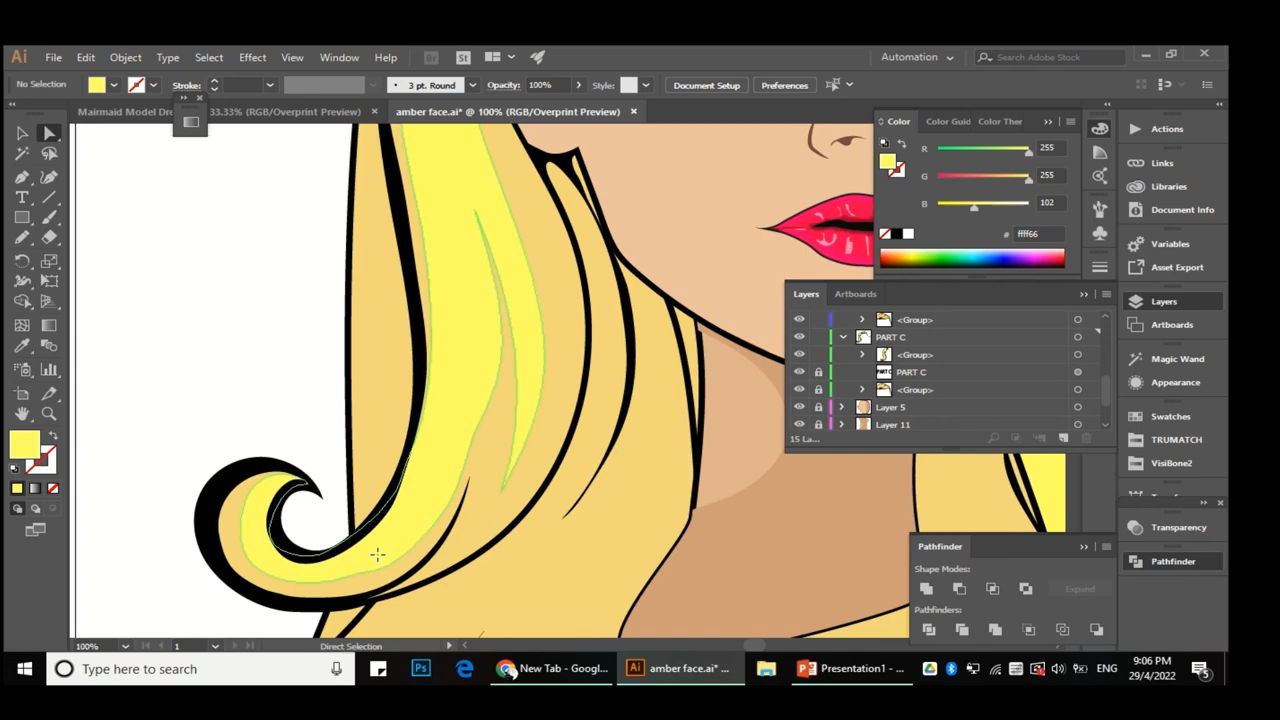 Ai File Edit Object Type Select Effect View Window Help Br St Automation Search Adobe Stock
No Selection Stroke: 3 pt. Round Opacity: 100% Style: Document Setup Preferences
Mairmaid Model Dre 33.33% (RGB/Overprint Preview) amber face.ai* @ 100% (RGB/Overprint Preview)
Color Color Guid Color Ther
R 255
G 255
B 102
# ffff66
Layers Artboards
<Group>
PART C
<Group>
PART C
<Group>
Layer 5
Layer 11
15 La...
Actions
Links
Libraries
Document Info
Variables
Asset Export
Layers
Artboards
Magic Wand
Appearance
Swatches
TRUMATCH
VisiBone2
Transparency
Pathfinder
Pathfinder
Shape Modes:
Expand
Pathfinders:
100% 1 Direct Selection
Type here to search Ps New Tab - Googl... Ai amber face.ai* ... Presentation1 - ... ENG 9:06 PM
29/4/2022 5